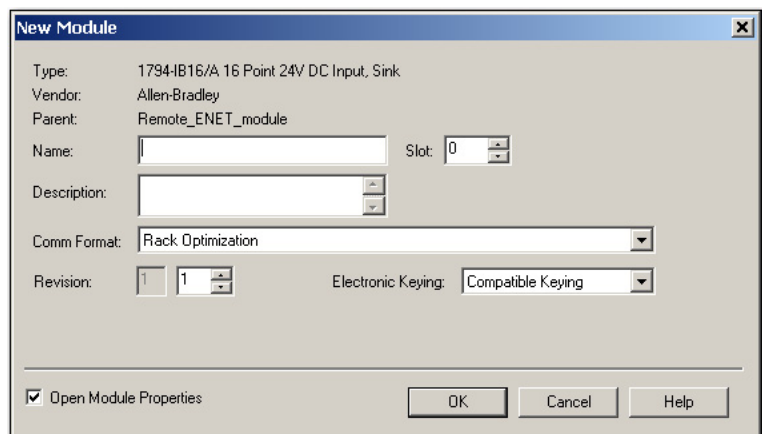 New Module
Type: 1794-IB16/A 16 Point 24V DC Input, Sink
Vendor: Allen-Bradley
Parent: Remote_ENET_module
Name: Slot: 0
Description:
Comm Format: Rack Optimization
Revision: 1 1 Electronic Keying: Compatible Keying
Open Module Properties OK Cancel Help